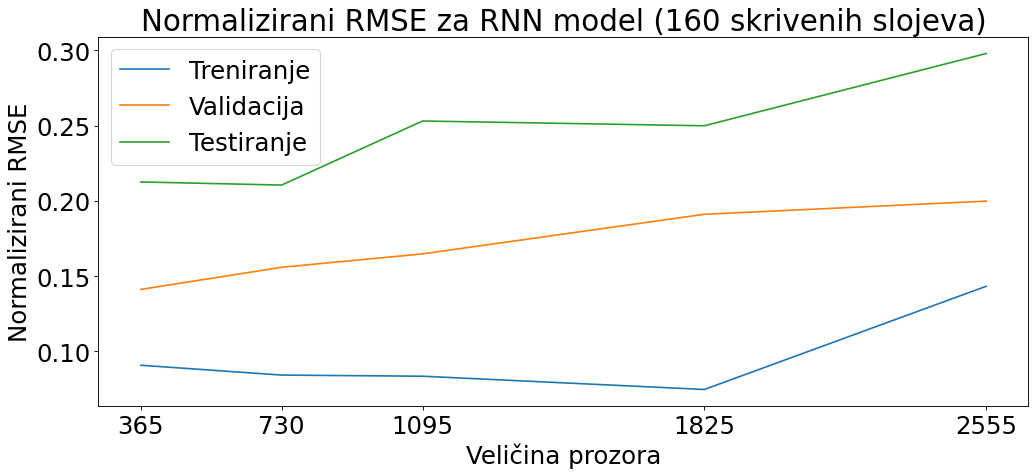 Normalizirani RMSE za RNN model (160 skrivenih slojeva)
Treniranje
Validacija
Testiranje
Normalizirani RMSE
0.30
0.25
0.20
0.15
0.10
365 730 1095 1825 2555
Veličina prozora